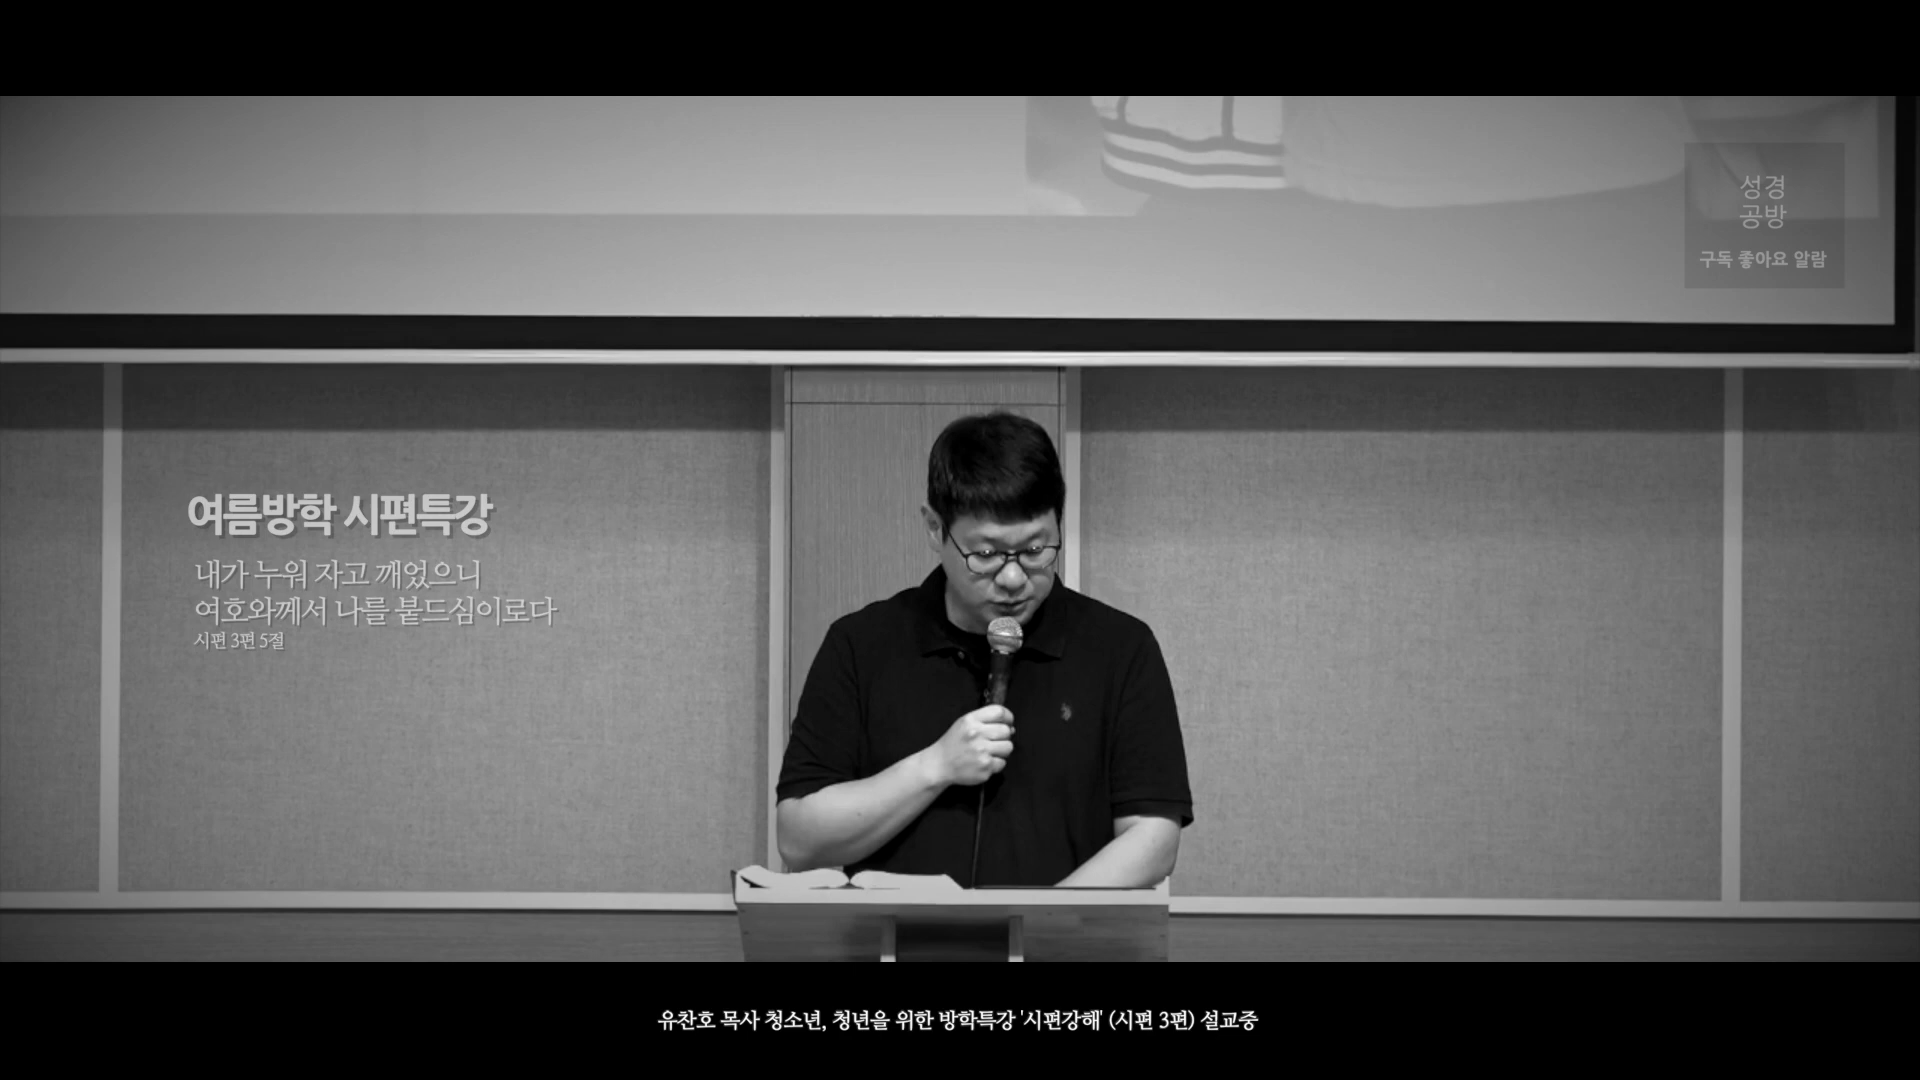 성경
공방
구독 좋아요 알람
여름방학 시편특강
내가 누워 자고 깨었으니
여호와께서 나를 붙드심이로다
시편 3편 5절
유찬호 목사 청소년, 청년을 위한 방학특강 '시편강해' (시편 3편) 설교중